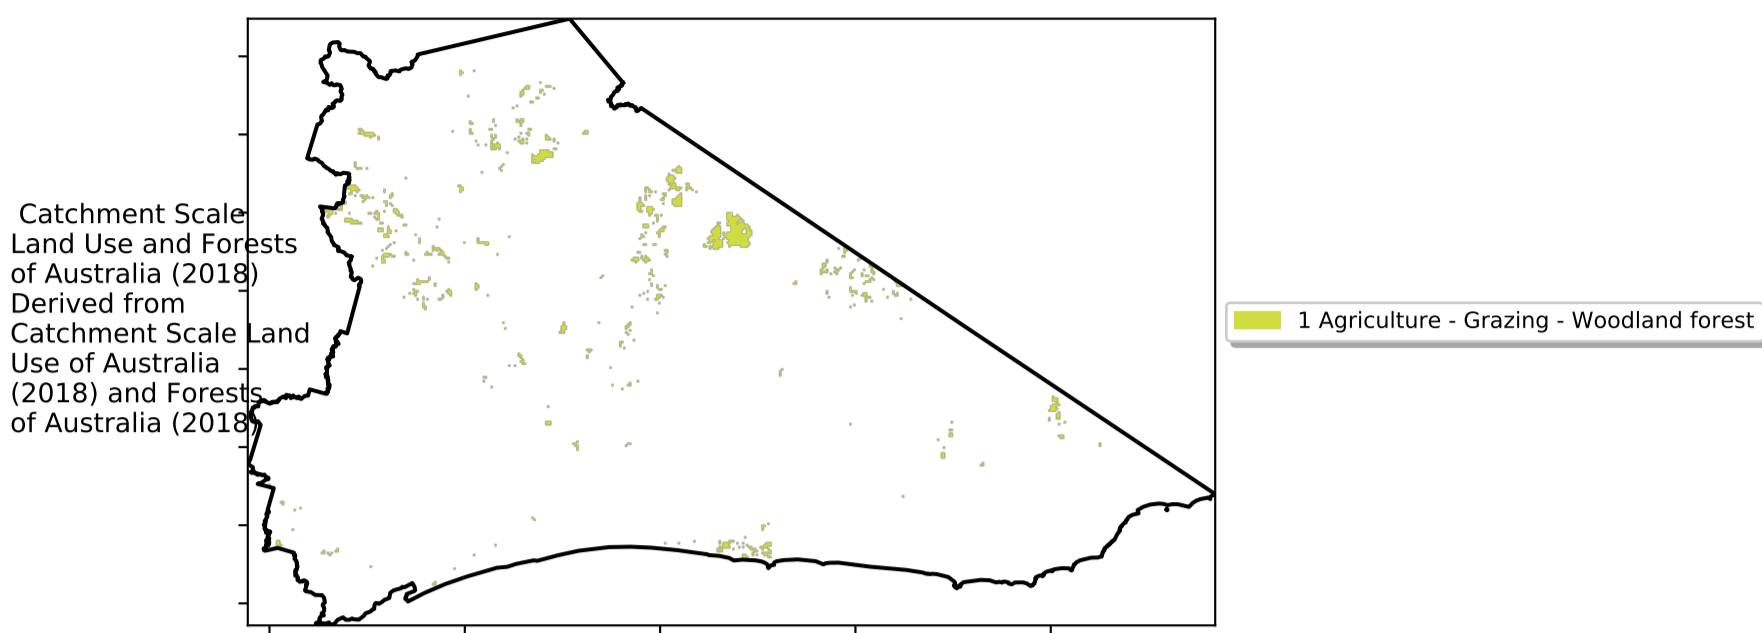 Catchment Scale
Land Use and Forests
of Australia (2018)
Derived from
Catchment Scale Land
Use of Australia
(2018) and Forests
of Australia (2018)
1 Agriculture - Grazing - Woodland forest